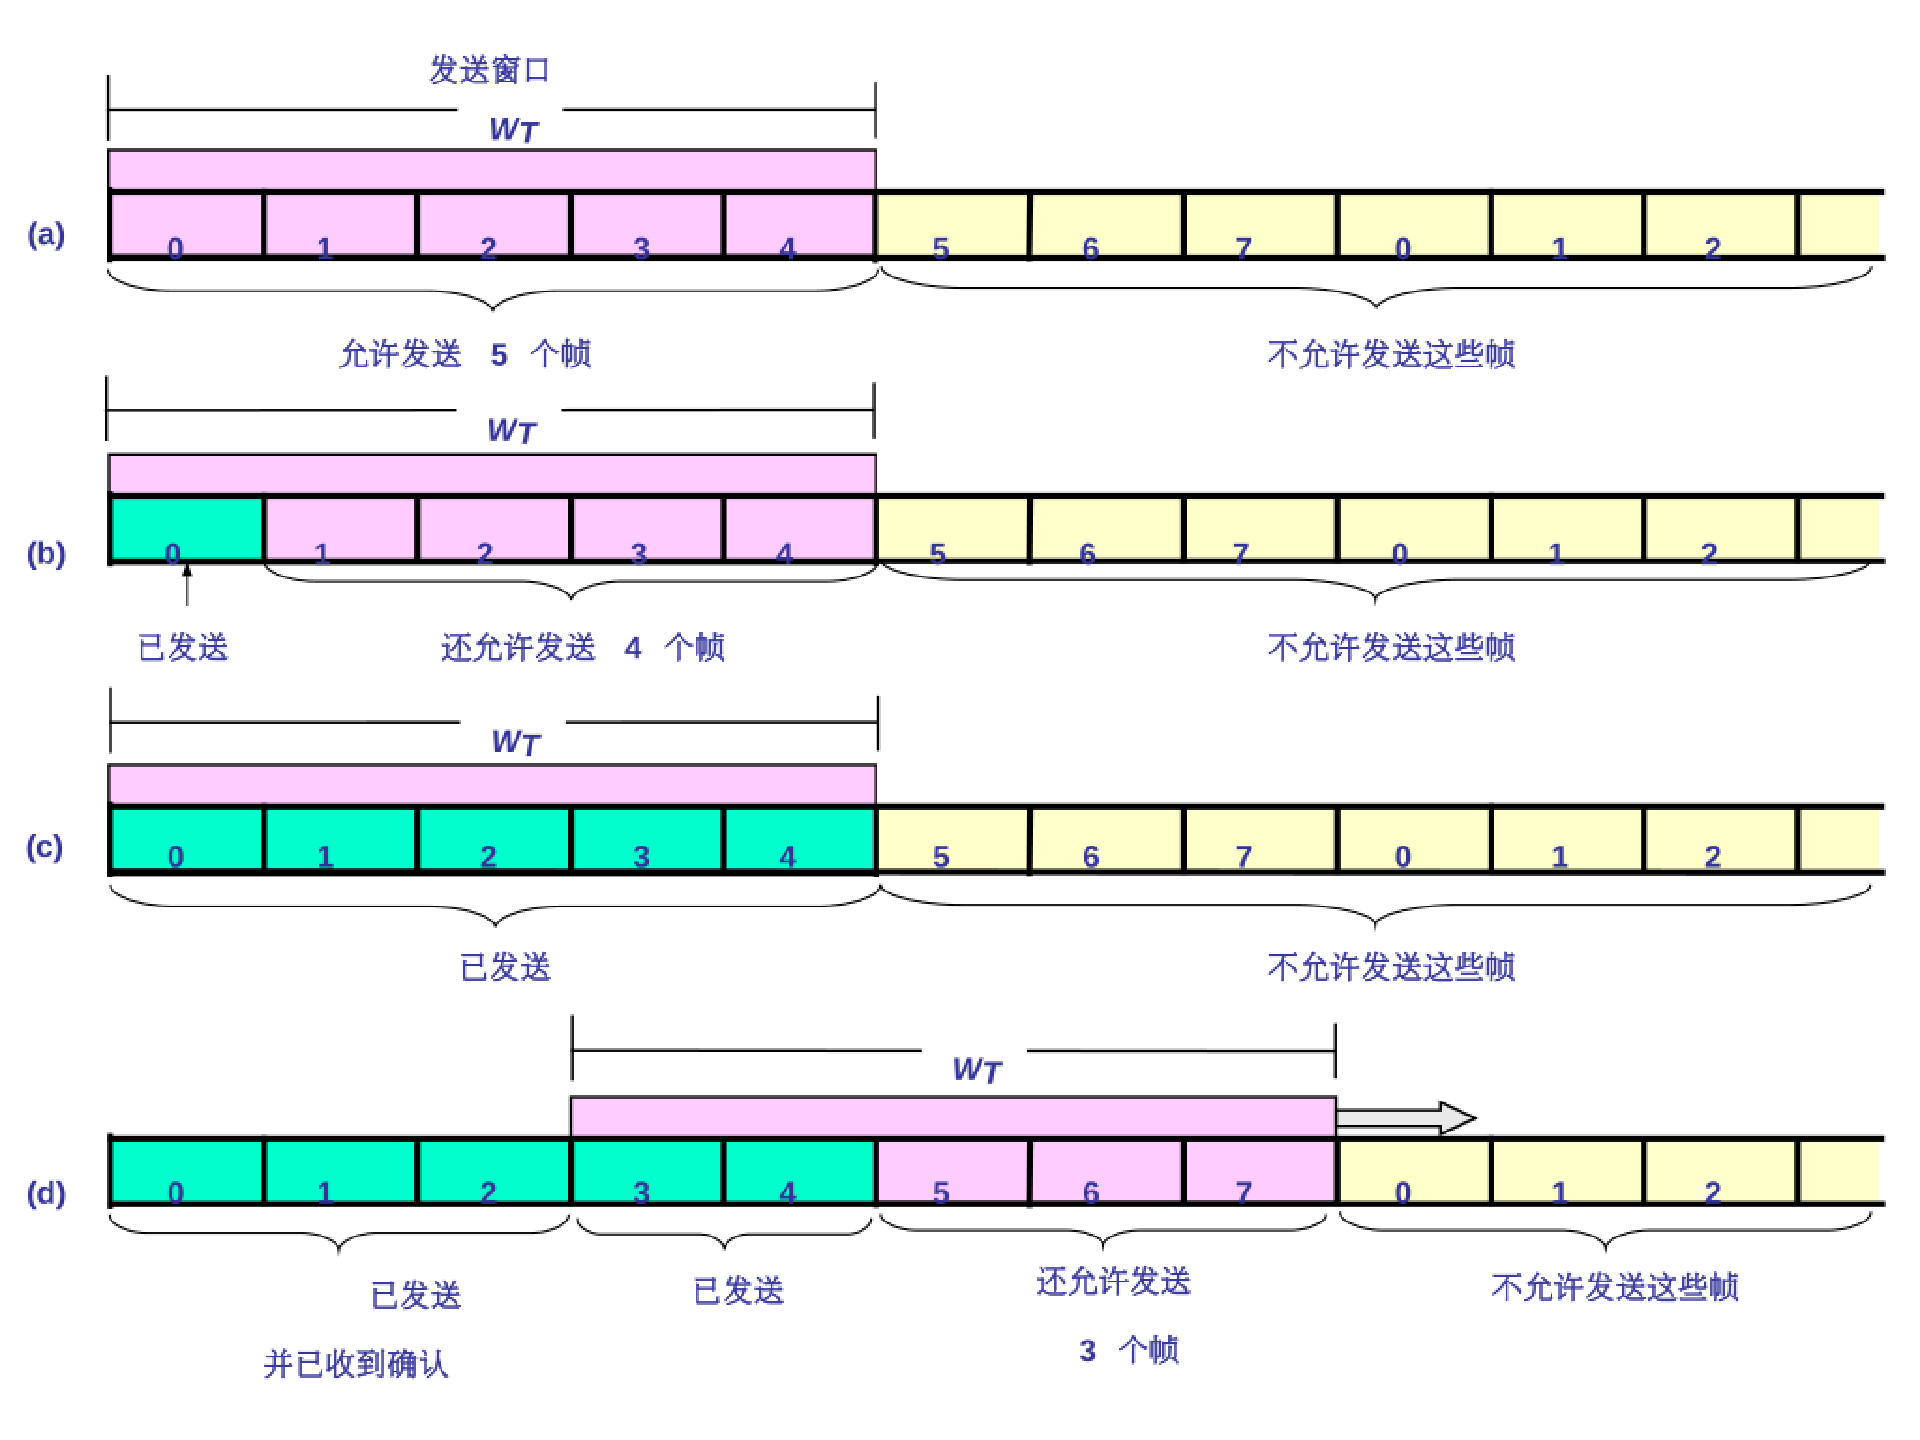 发送窗口
WT
(a) 0 1 2 3 4 5 6 7 0 1 2
允许发送 5 个帧 不允许发送这些帧
WT
(b) 0 1 2 3 4 5 6 7 0 1 2
已发送 还允许发送 4 个帧 不允许发送这些帧
WT
(c) 0 1 2 3 4 5 6 7 0 1 2
已发送 不允许发送这些帧
WT
(d) 0 1 2 3 4 5 6 7 0 1 2
已发送
并已收到确认
已发送
还允许发送
3 个帧
不允许发送这些帧